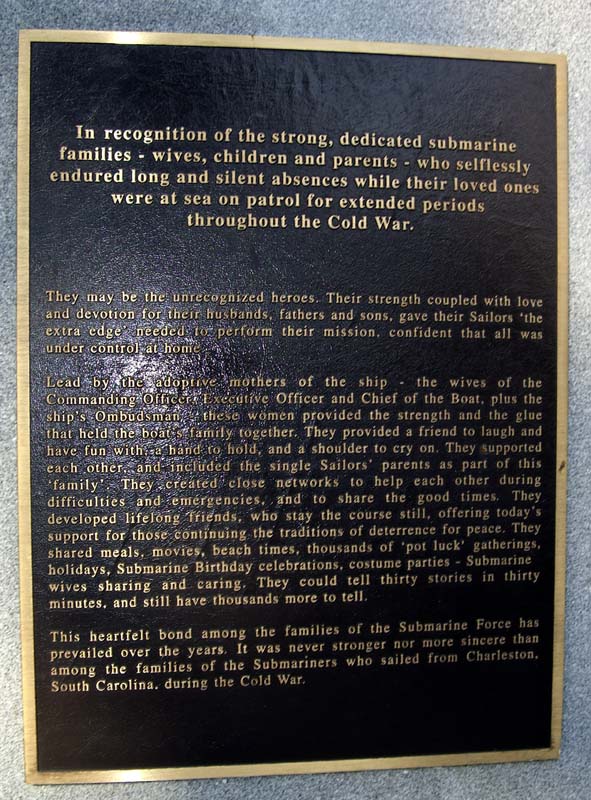 In recognition of the strong, dedicated submarine
families - wives, children and parents - who selflessly
endured long and silent absences while their loved ones
were at sea on patrol for extended periods
throughout the Cold War.
They may be the unrecognized heroes. Their strength coupled with love
and devotion for their husbands, fathers and sons, gave their Sailors 'the
extra edge' needed to perform their mission, confident that all was
under control at home.
Lead by the adoptive mothers of the ship - the wives of the
Commanding Officer, Executive Officer and Chief of the Boat, plus the
ship's Ombudsman, - these women provided the strength and the glue
that held the boat's family together. They provided a friend to laugh and
have fun with, a hand to hold, and a shoulder to cry on. They supported
each other, and included the single Sailors' parents as part of this
'family'. They created close networks to help each other during
difficulties and emergencies, and to share the good times. They
developed lifelong friends, who stay the course still, offering today's
support for those continuing the traditions of deterrence for peace. They
shared meals, movies, beach times, thousands of 'pot luck' gatherings,
holidays, Submarine Birthday celebrations, costume parties - Submarine
wives sharing and caring. They could tell thirty stories in thirty
minutes, and still have thousands more to tell.
This heartfelt bond among the families of the Submarine Force has
prevailed over the years. It was never stronger nor more sincere than
among the families of the Submariners who sailed from Charleston,
South Carolina, during the Cold War.